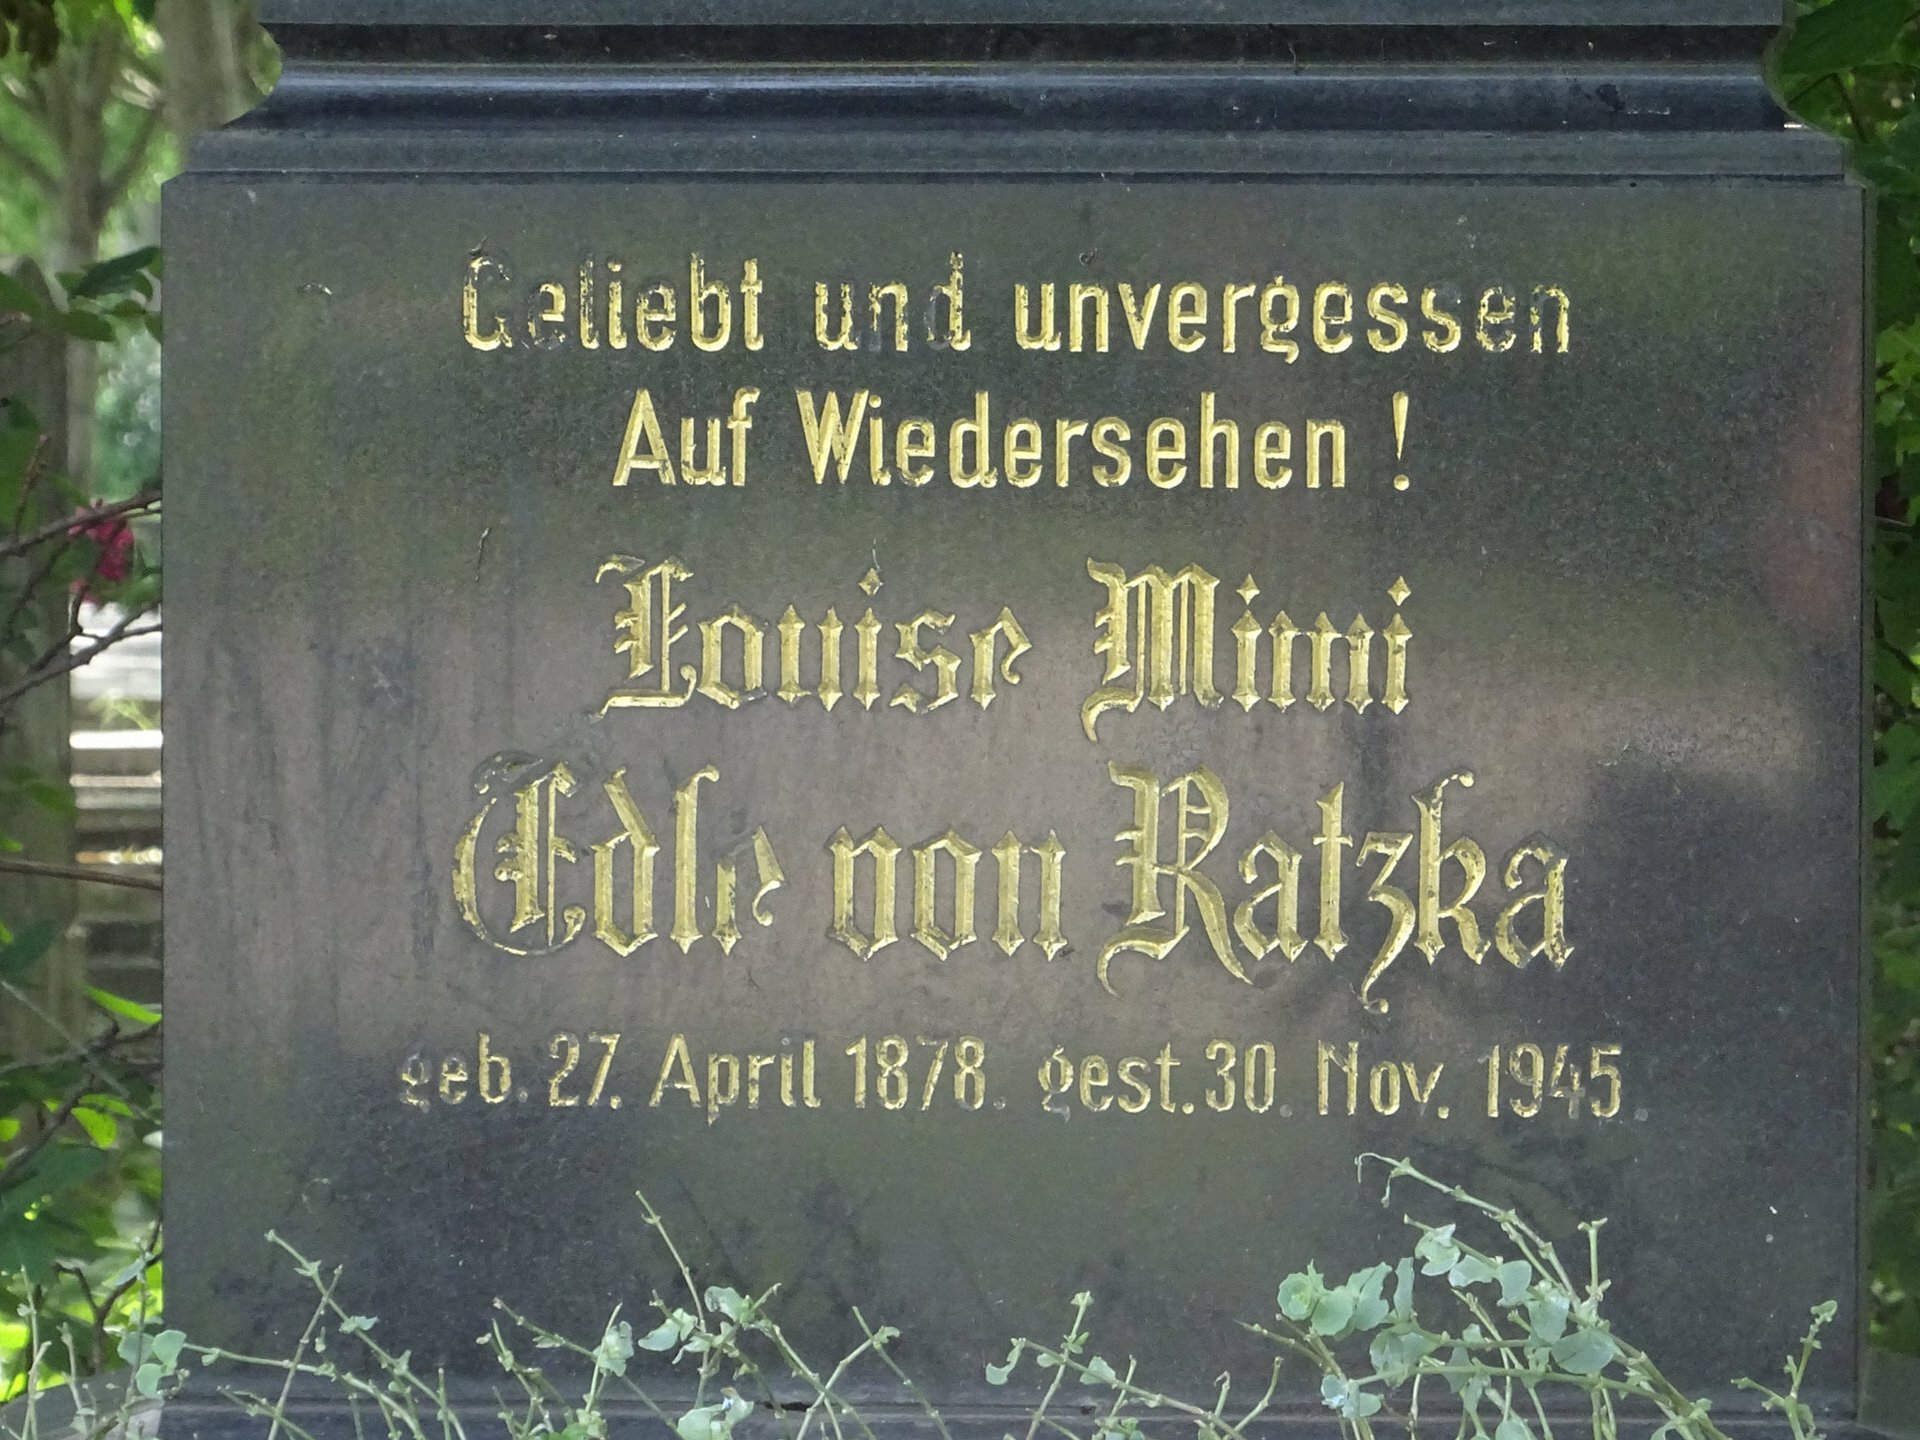 Geliebt und unvergessen
Auf Wiedersehen !
Louise Mimi
Edle von Ratzka
geb. 27. April 1878. gest. 30. Nov. 1945.